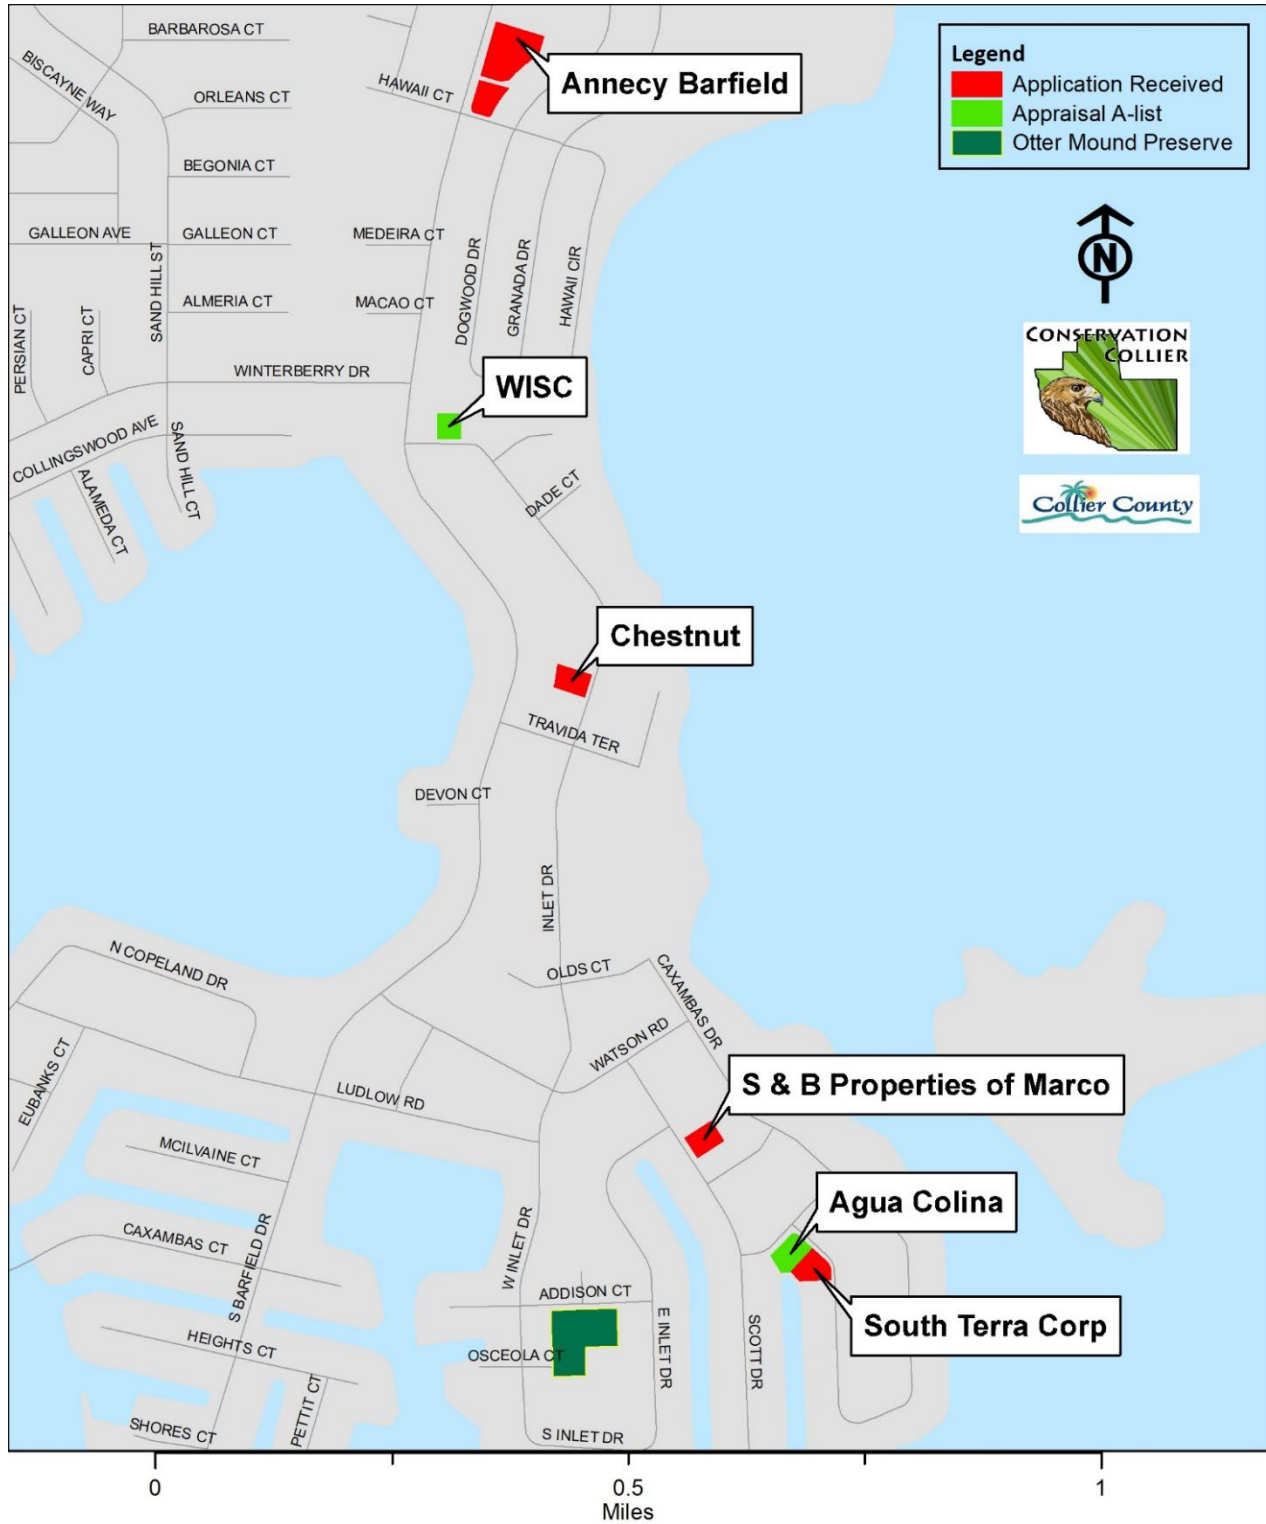 BARBAROSA CT
BISCAYNE WAY
ORLEANS CT
HAWAII CT
Annecy Barfield
Legend
Application Received
Appraisal A-list
Otter Mound Preserve
N
CONSERVATION
COLLIER
Collier County
BEGONIA CT
GALLEON AVE
GALLEON CT
MEDEIRA CT
SAND HILL ST
DOGWOOD DR
GRANADA DR
HAWAII CIR
ALMERIA CT
MACAO CT
PERSIAN CT
CAPRI CT
WINTERBERRY DR
WISC
COLLINGSWOOD AVE
SAND HILL CT
ALAMEDA CT
DADE CT
Chestnut
TRAVIDA TER
DEVON CT
INLET DR
N COPELAND DR
OLDS CT
CAXAMBAS DR
WATSON RD
EUBANKS CT
LUDLOW RD
S & B Properties of Marco
MCILVAINE CT
Agua Colina
CAXAMBAS CT
S BARFIELD DR
W INLET DR
ADDISON CT
E INLET DR
SCOTT DR
South Terra Corp
HEIGHTS CT
OSCEOLA CT
PETTIT CT
SHORES CT
S INLET DR
0
0.5
1
Miles